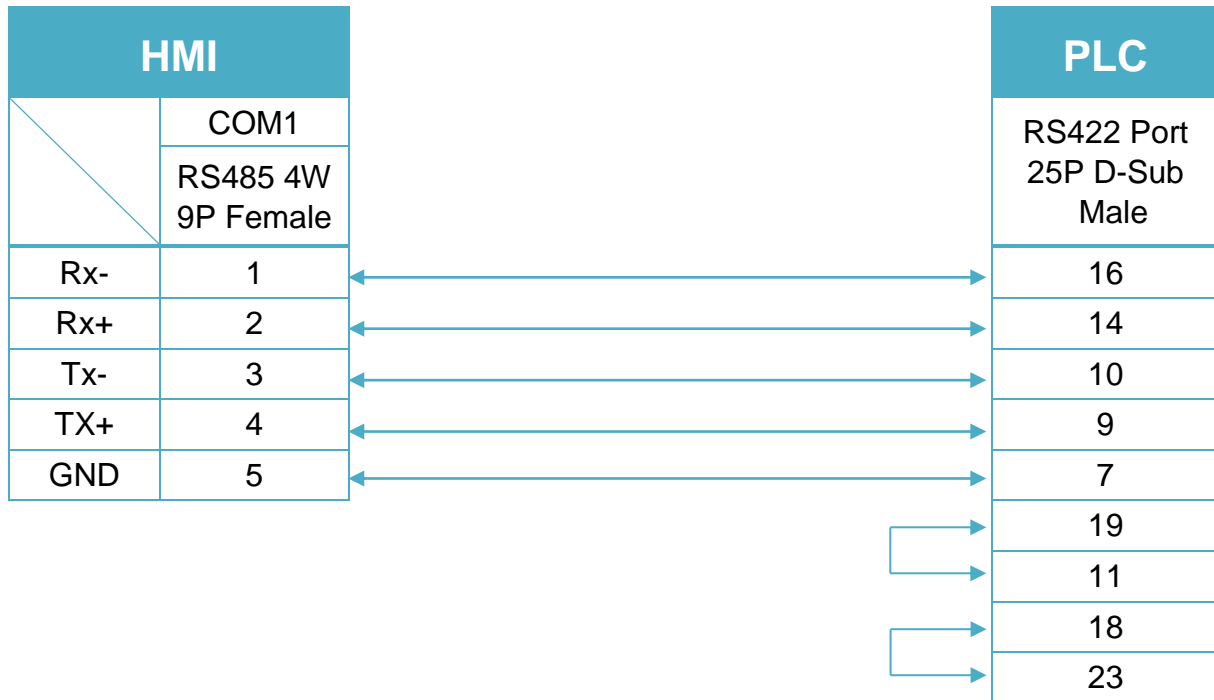 HMI
PLC
COM1
RS485 4W
9P Female
RS422 Port
25P D-Sub
Male
Rx- 1 16
Rx+ 2 14
Tx- 3 10
TX+ 4 9
GND 5 7
19
11
18
23